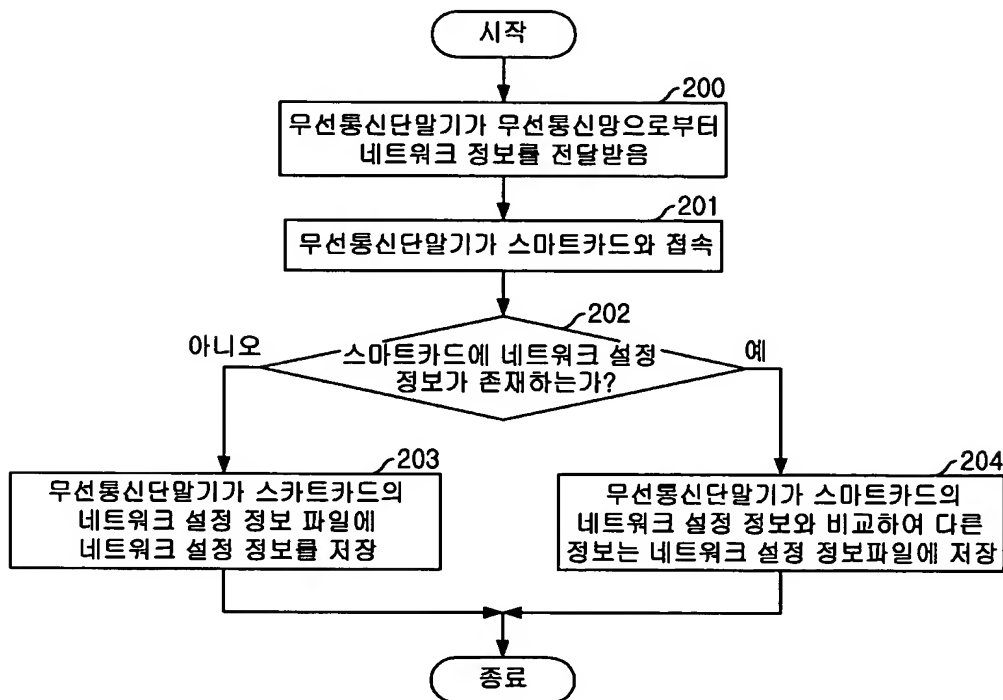 시작
200
무선통신단말기가 무선통신망으로부터
네트워크 정보를 전달받음
201
무선통신단말기가 스마트카드와 접속
202
스마트카드에 네트워크 설정
정보가 존재하는가?
아니오
예
203
무선통신단말기가 스카트카드의
네트워크 설정 정보 파일에
네트워크 설정 정보를 저장
204
무선통신단말기가 스마트카드의
네트워크 설정 정보와 비교하여 다른
정보는 네트워크 설정 정보파일에 저장
종료